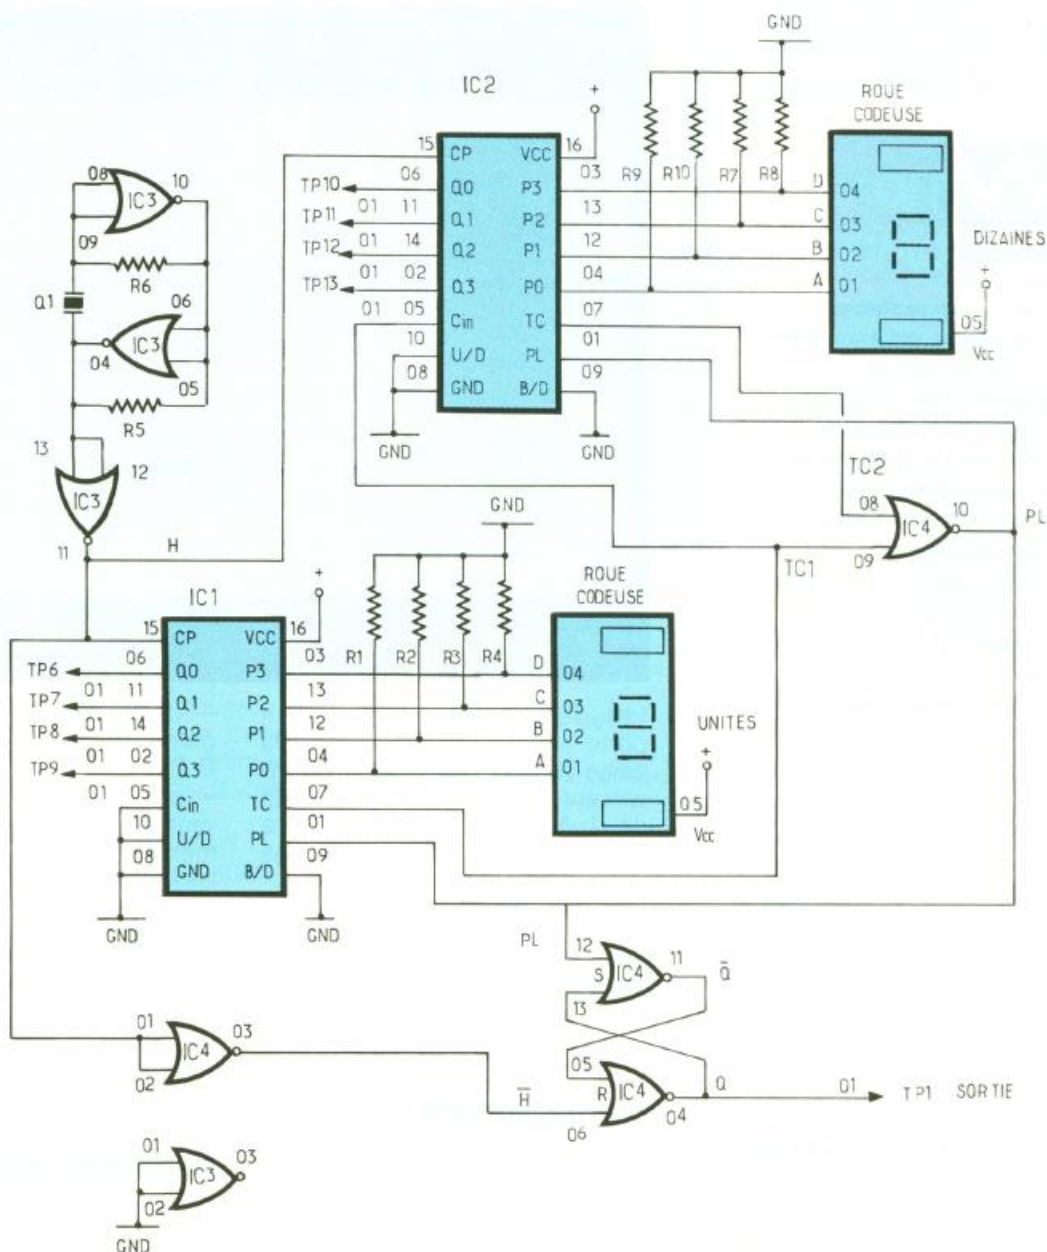 GND
IC2
ROUE
CODEUSE
+
15 CP VCC 16
08 IC3 10
09
R6
Q1
06
IC3
04
05
R5
13
12
IC3
11
H
TP10 06 Q0 P3 03
TP11 01 11 Q1 P2 13
TP12 01 14 Q2 P1 12
TP13 01 02 Q3 P0 04
01 05 Cin TC 07
10 U/D PL 01
08 GND B/D 09
GND
GND
R9 R10 R7 R8
D 04
C 03
B 02
A 01
DIZAINES
+
05
Vcc
TC2
08
IC4
10
PL
09
TC1
GND
IC1
+
ROUE
CODEUSE
15 CP VCC 16
TP6 06 Q0 P3 03
TP7 01 11 Q1 P2 13
TP8 01 14 Q2 P1 12
TP9 01 02 Q3 P0 04
01 05 Cin TC 07
10 U/D PL 01
08 GND B/D 09
GND
GND
R1 R2 R3 R4
D 04
C 03
B 02
A 01
UNITES
+
05
Vcc
PL
12
S IC4
11
Q̅
13
01
IC4
03
02
H̅
05
R IC4
06
04
Q
01
TP1 SORTIE
01
IC3
03
02
GND